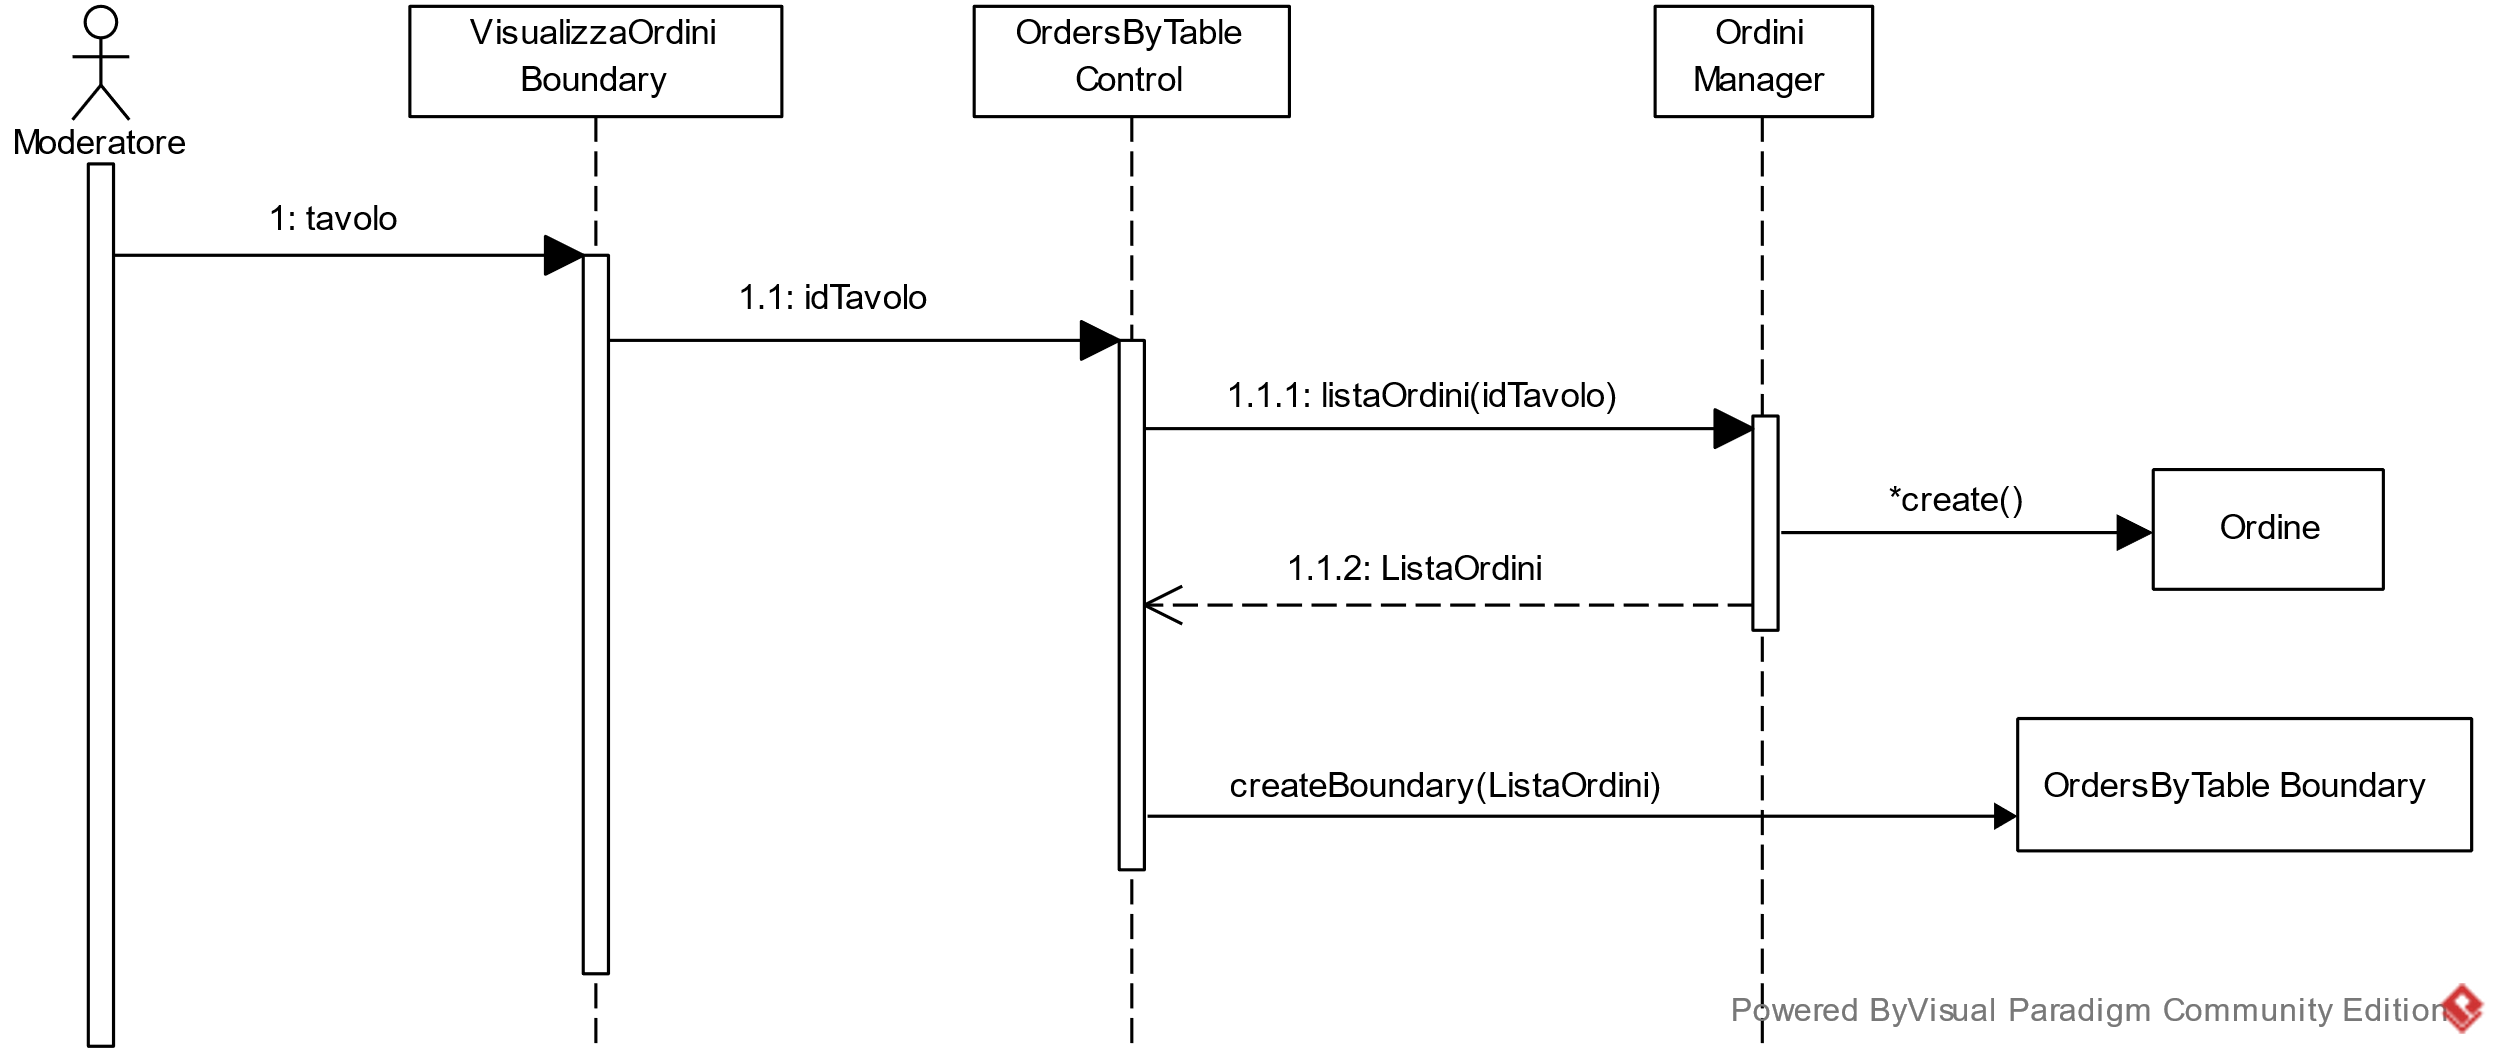 VisualizzaOrdini
Boundary
OrdersByTable
Control
Ordini
Manager
Moderatore
1: tavolo
1.1: idTavolo
1.1.1: listaOrdini(idTavolo)
*create()
Ordine
1.1.2: ListaOrdini
createBoundary(ListaOrdini)
OrdersByTable Boundary
Powered ByVisual Paradigm Community Edition